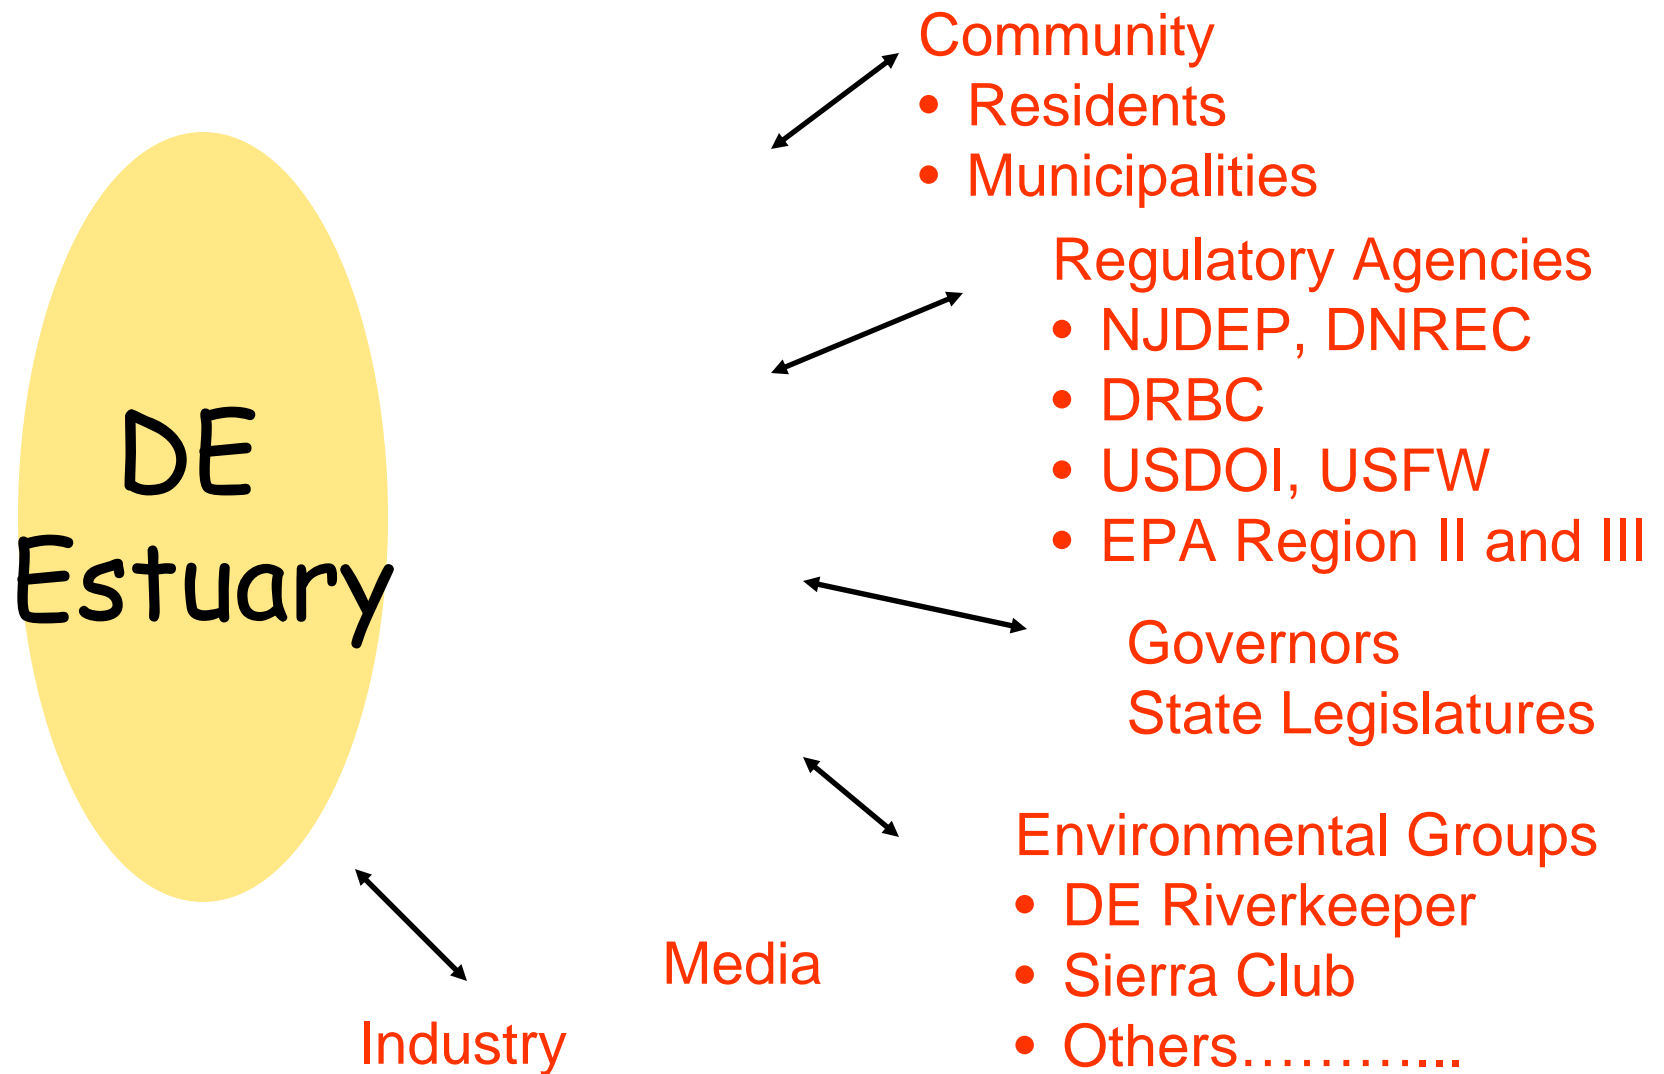 Community
• Residents
• Municipalities
Regulatory Agencies
• NJDEP, DNREC
• DRBC
• USDOI, USFW
• EPA Region II and III
DE
Estuary
Governors
State Legislatures
Environmental Groups
• DE Riverkeeper
• Sierra Club
• Others………...
Media
Industry